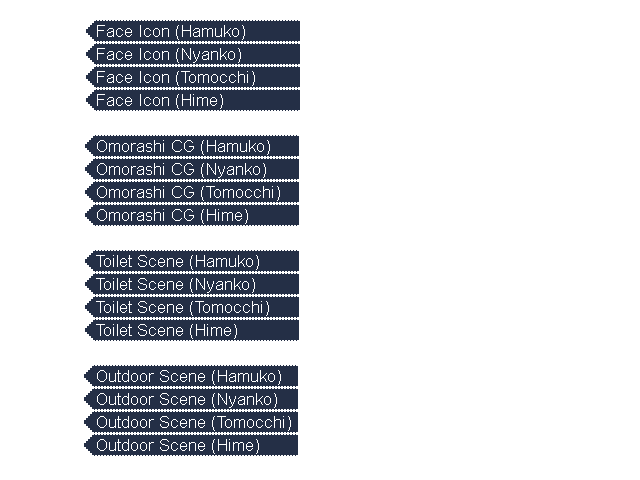 Face Icon (Hamuko)
Face Icon (Nyanko)
Face Icon (Tomocchi)
Face Icon (Hime)
Omorashi CG (Hamuko)
Omorashi CG (Nyanko)
Omorashi CG (Tomocchi)
Omorashi CG (Hime)
Toilet Scene (Hamuko)
Toilet Scene (Nyanko)
Toilet Scene (Tomocchi)
Toilet Scene (Hime)
Outdoor Scene (Hamuko)
Outdoor Scene (Nyanko)
Outdoor Scene (Tomocchi)
Outdoor Scene (Hime)